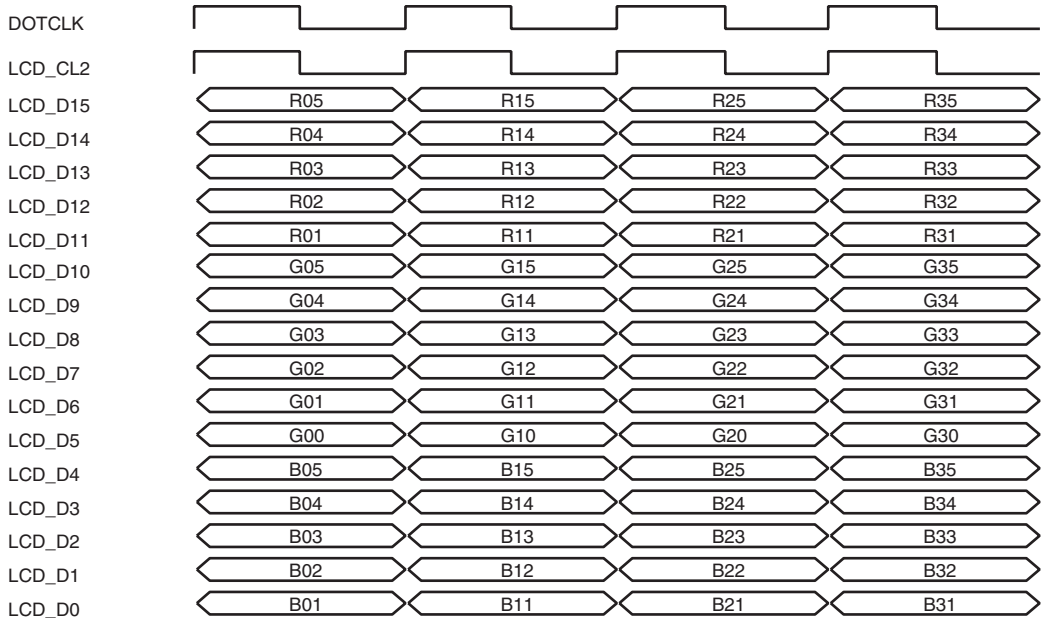 DOTCLK
LCD_CL2
LCD_D15 R05 R15 R25 R35
LCD_D14 R04 R14 R24 R34
LCD_D13 R03 R13 R23 R33
LCD_D12 R02 R12 R22 R32
LCD_D11 R01 R11 R21 R31
LCD_D10 G05 G15 G25 G35
LCD_D9 G04 G14 G24 G34
LCD_D8 G03 G13 G23 G33
LCD_D7 G02 G12 G22 G32
LCD_D6 G01 G11 G21 G31
LCD_D5 G00 G10 G20 G30
LCD_D4 B05 B15 B25 B35
LCD_D3 B04 B14 B24 B34
LCD_D2 B03 B13 B23 B33
LCD_D1 B02 B12 B22 B32
LCD_D0 B01 B11 B21 B31